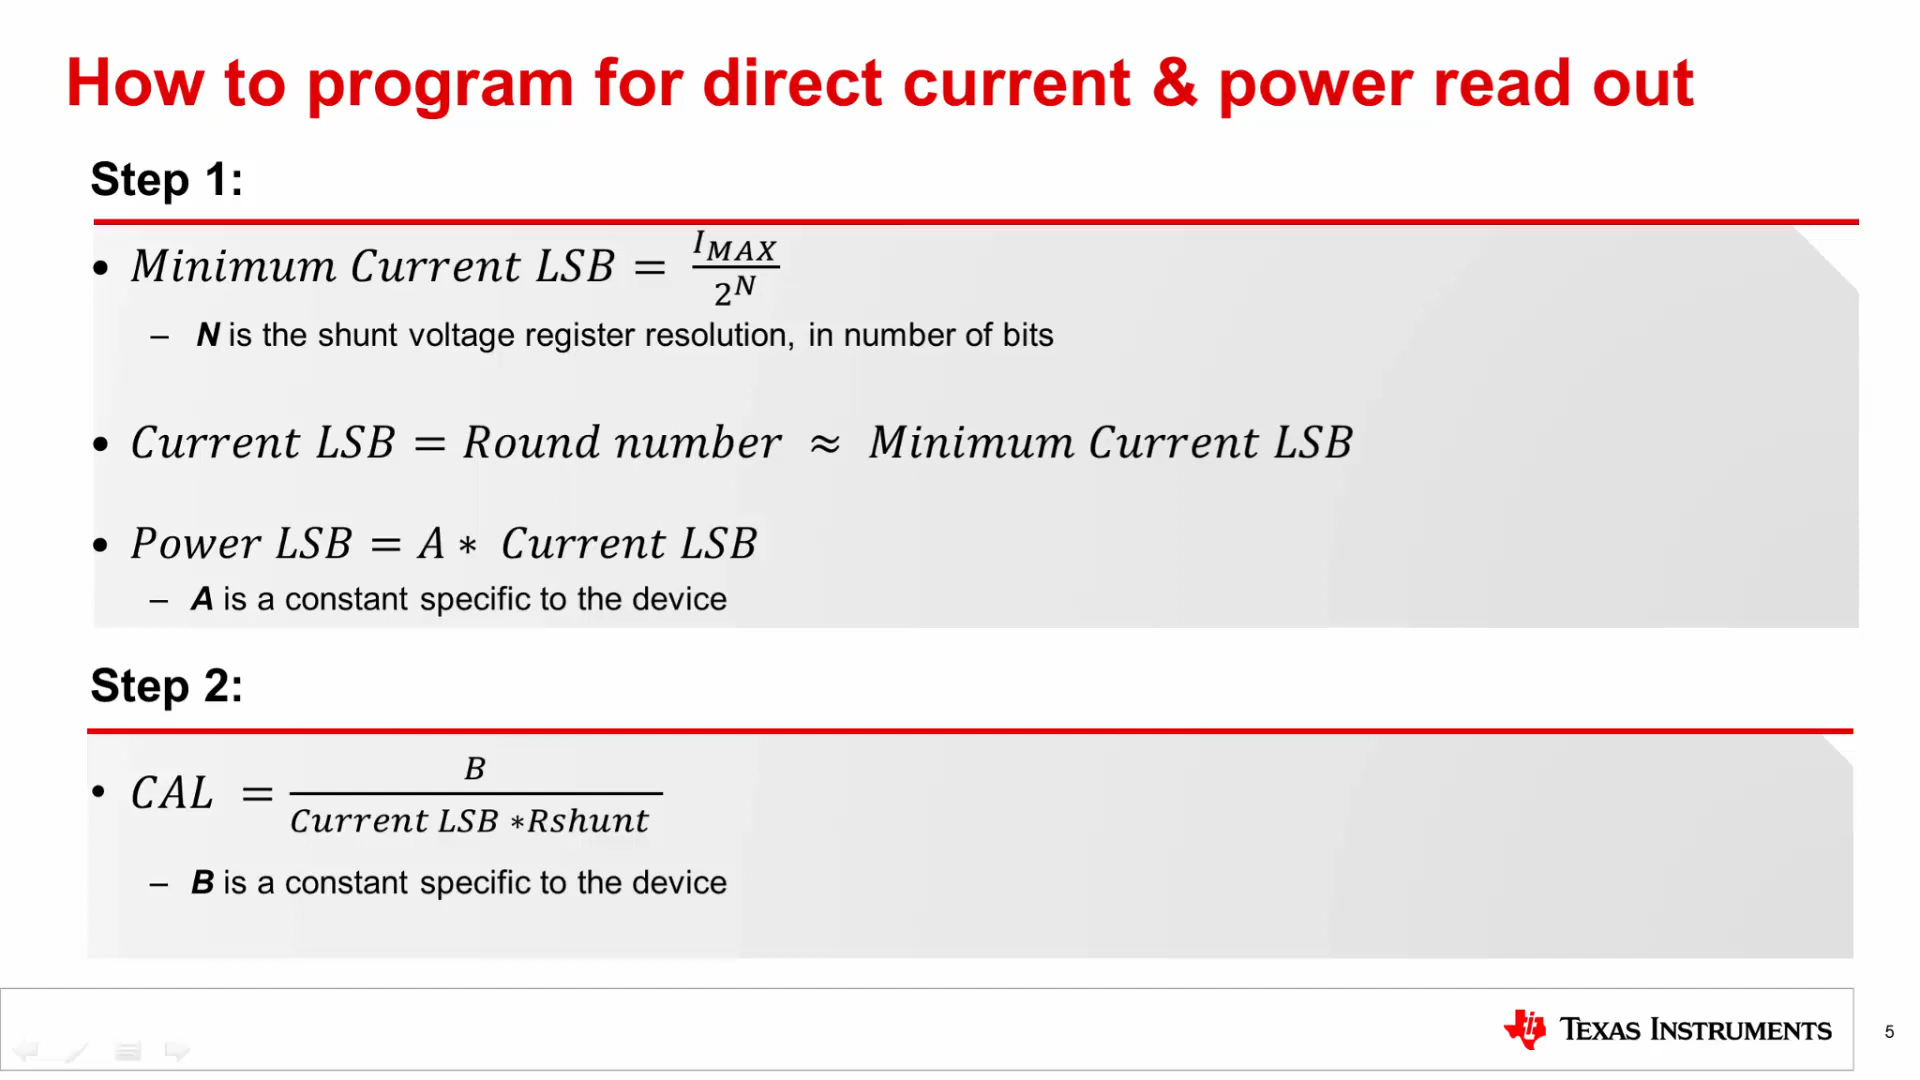 How to program for direct current & power read out
Step 1:
• Minimum Current LSB = I_MAX / 2^N
– N is the shunt voltage register resolution, in number of bits
• Current LSB = Round number ≈ Minimum Current LSB
• Power LSB = A ∗ Current LSB
– A is a constant specific to the device
Step 2:
• CAL = B / (Current LSB ∗Rshunt)
– B is a constant specific to the device
TEXAS INSTRUMENTS
5